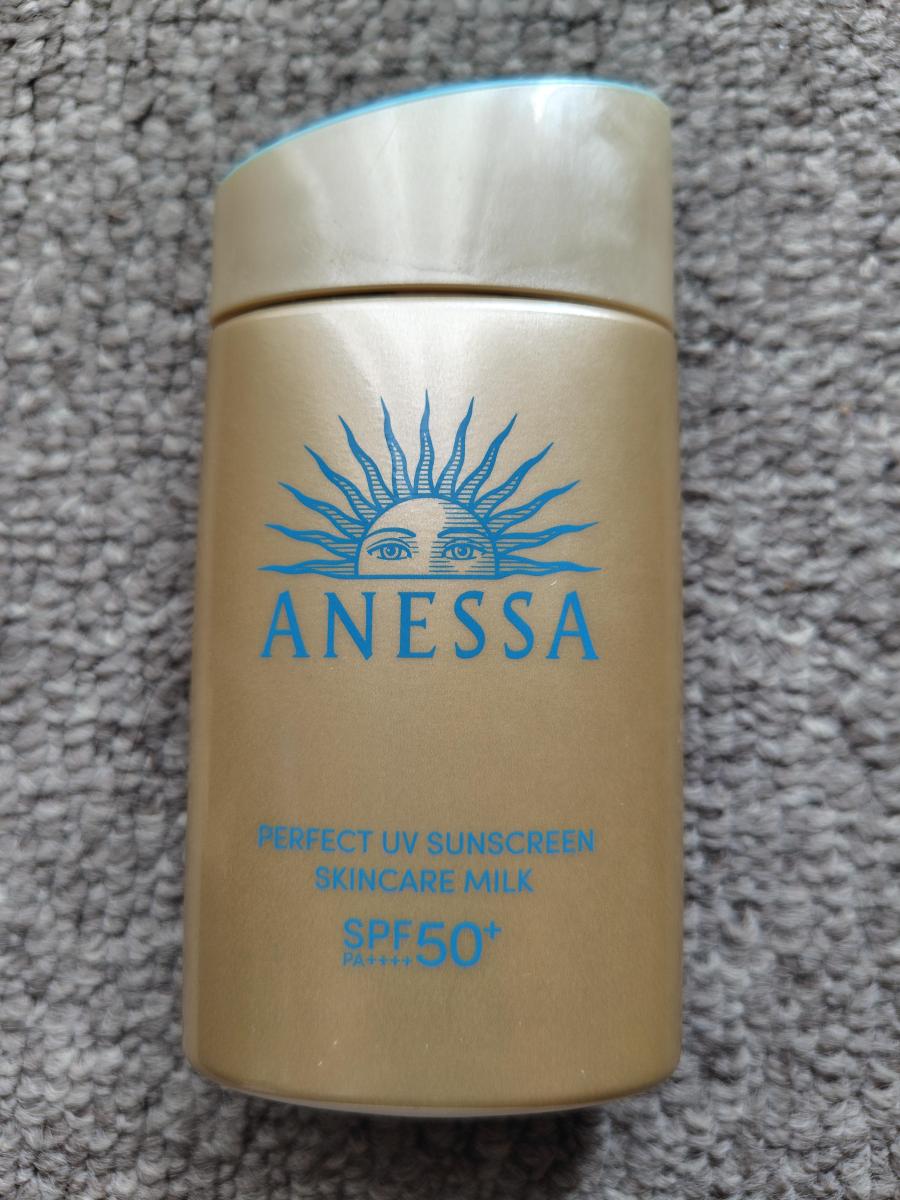 ANESSA
PERFECT UV SUNSCREEN
SKINCARE MILK
SPF50+
PA++++